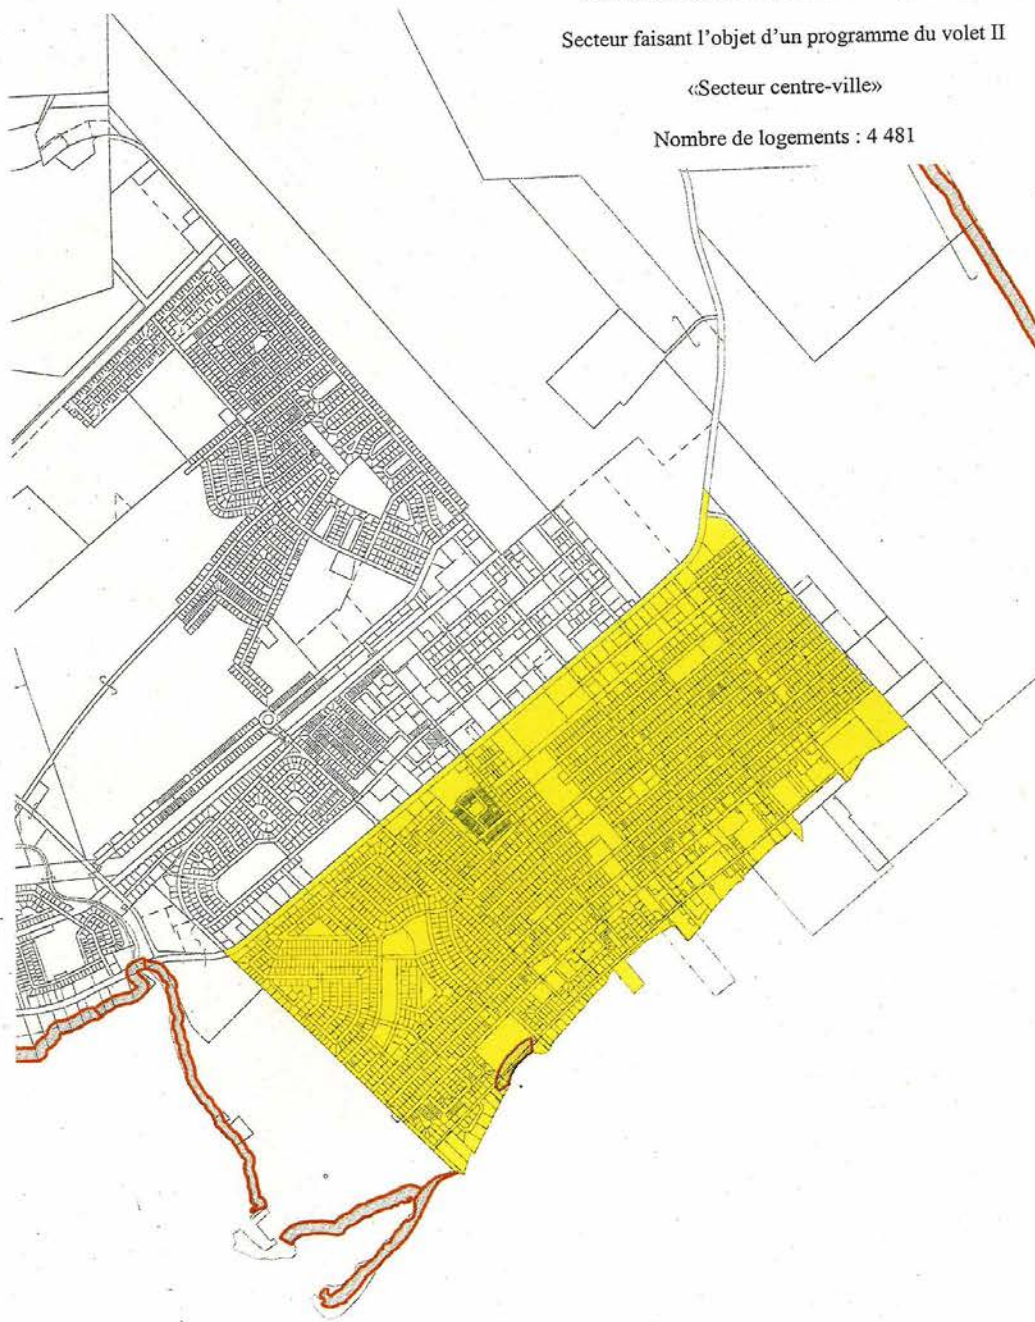 Secteur faisant l'objet d'un programme du volet II
«Secteur centre-ville»
Nombre de logements : 4 481